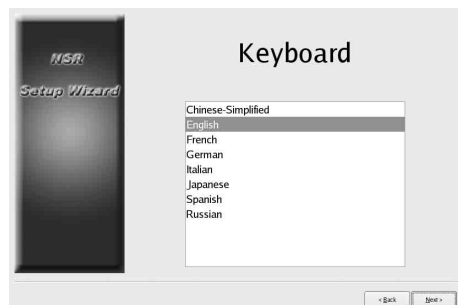 NSR
Setup Wizard
Keyboard
Chinese-Simplified
English
French
German
Italian
Japanese
Spanish
Russian
< Back
Next >